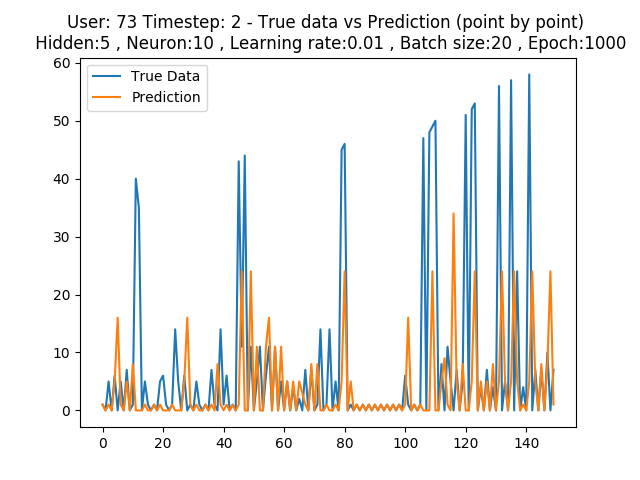 User: 73 Timestep: 2 - True data vs Prediction (point by point)
Hidden:5 , Neuron:10 , Learning rate:0.01 , Batch size:20 , Epoch:1000
True Data
Prediction
60
50
40
30
20
10
0
0 20 40 60 80 100 120 140